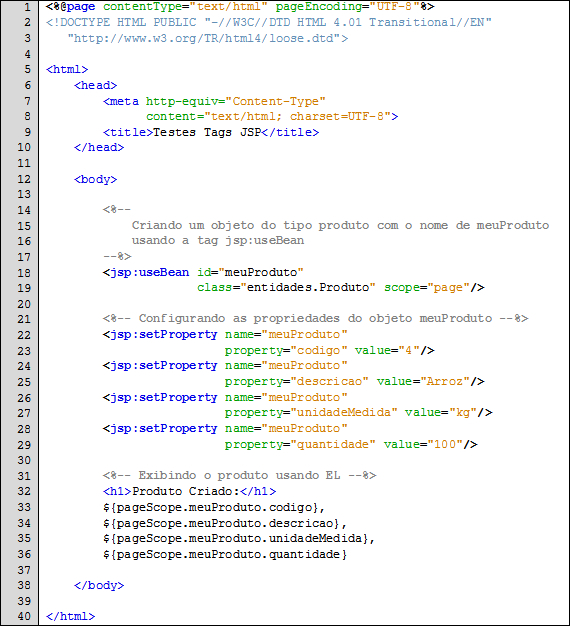 1 <%@page contentType="text/html" pageEncoding="UTF-8"%>
2 <!DOCTYPE HTML PUBLIC "-//W3C//DTD HTML 4.01 Transitional//EN"
3    "http://www.w3.org/TR/html4/loose.dtd">
4
5 <html>
6     <head>
7         <meta http-equiv="Content-Type"
8               content="text/html; charset=UTF-8">
9         <title>Testes Tags JSP</title>
10     </head>
11
12     <body>
13
14         <%--
15             Criando um objeto do tipo produto com o nome de meuProduto
16             usando a tag jsp:useBean
17         --%>
18         <jsp:useBean id="meuProduto"
19                      class="entidades.Produto" scope="page"/>
20
21         <%-- Configurando as propriedades do objeto meuProduto --%>
22         <jsp:setProperty name="meuProduto"
23                          property="codigo" value="4"/>
24         <jsp:setProperty name="meuProduto"
25                          property="descricao" value="Arroz"/>
26         <jsp:setProperty name="meuProduto"
27                          property="unidadeMedida" value="kg"/>
28         <jsp:setProperty name="meuProduto"
29                          property="quantidade" value="100"/>
30
31         <%-- Exibindo o produto usando EL --%>
32         <h1>Produto Criado:</h1>
33         ${pageScope.meuProduto.codigo},
34         ${pageScope.meuProduto.descricao},
35         ${pageScope.meuProduto.unidadeMedida},
36         ${pageScope.meuProduto.quantidade}
37
38     </body>
39
40 </html>